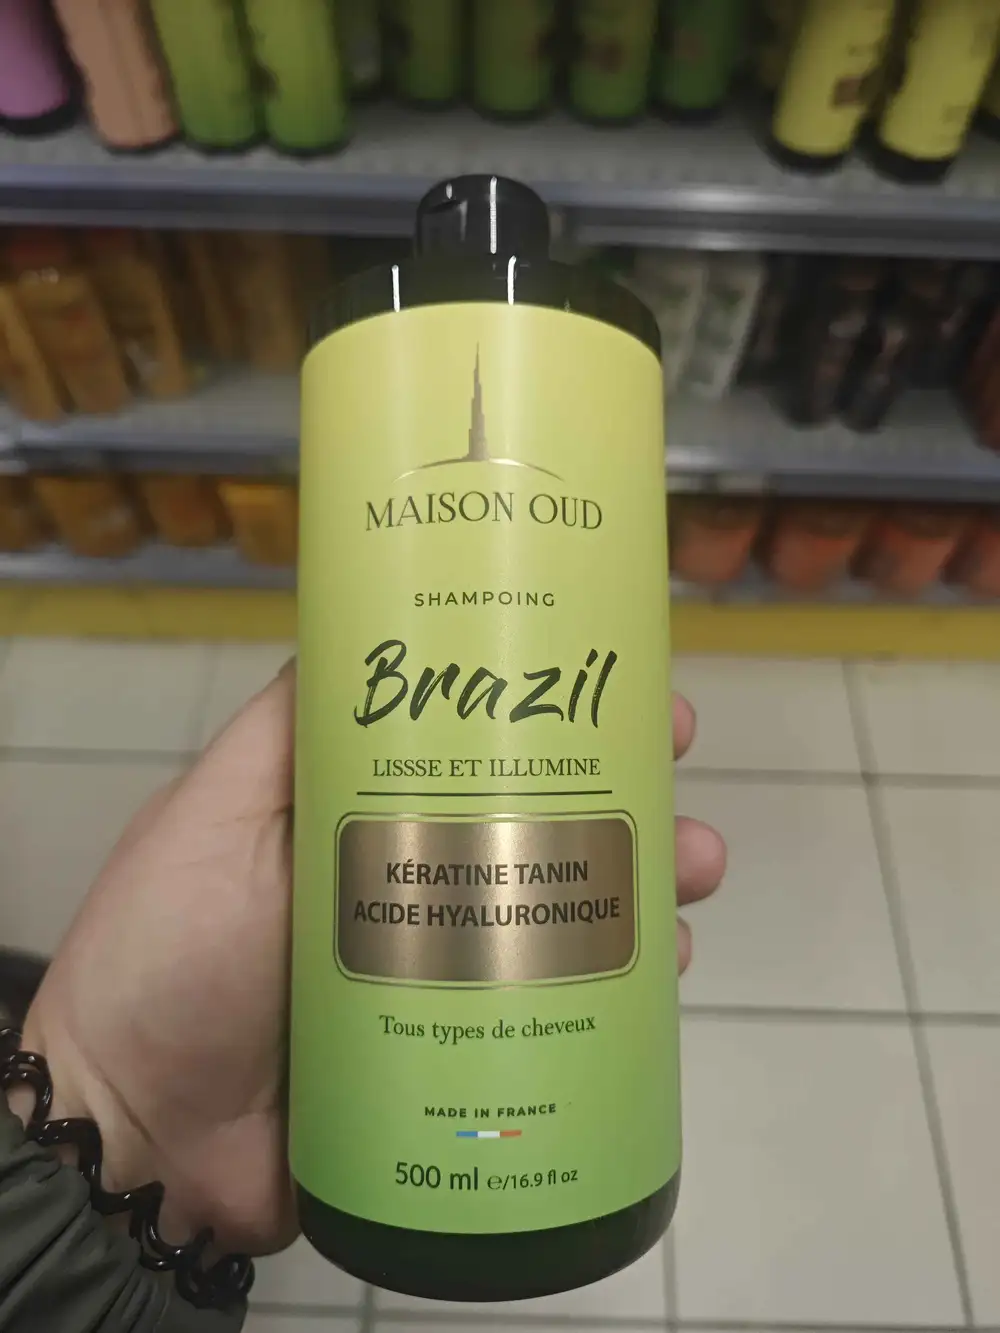 MAISON OUD
SHAMPOING
Brazil
LISSSE ET ILLUMINE
KÉRATINE TANIN
ACIDE HYALURONIQUE
Tous types de cheveux
MADE IN FRANCE
500 ml ℮/16.9 fl oz